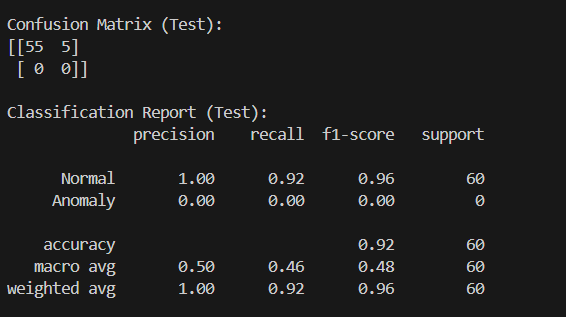 Confusion Matrix (Test):
[[55  5]
 [ 0  0]]
Classification Report (Test):
              precision    recall  f1-score   support
      Normal       1.00      0.92      0.96        60
     Anomaly       0.00      0.00      0.00         0
    accuracy                           0.92        60
   macro avg       0.50      0.46      0.48        60
weighted avg       1.00      0.92      0.96        60